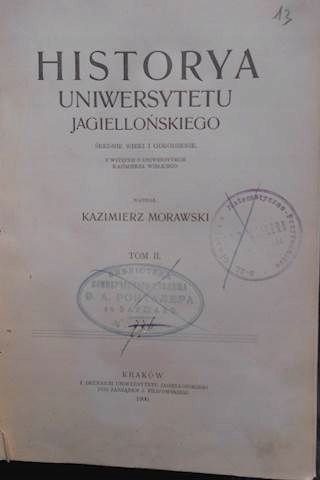 13
HISTORYA
UNIWERSYTETU
JAGIELLOŃSKIEGO
ŚREDNIE WIEKI I ODRODZENIE.
Z WSTĘPEM O UNIWERSYTECIE
KAZIMIERZA WIELKIEGO
NAPISAŁ
KAZIMIERZ MORAWSKI
TOM II.
KRAKÓW.
Z DRUKARNI UNIWERSYTETU JAGIELLOŃSKIEGO
POD ZARZĄDEM J. FILIPOWSKIEGO
1900.